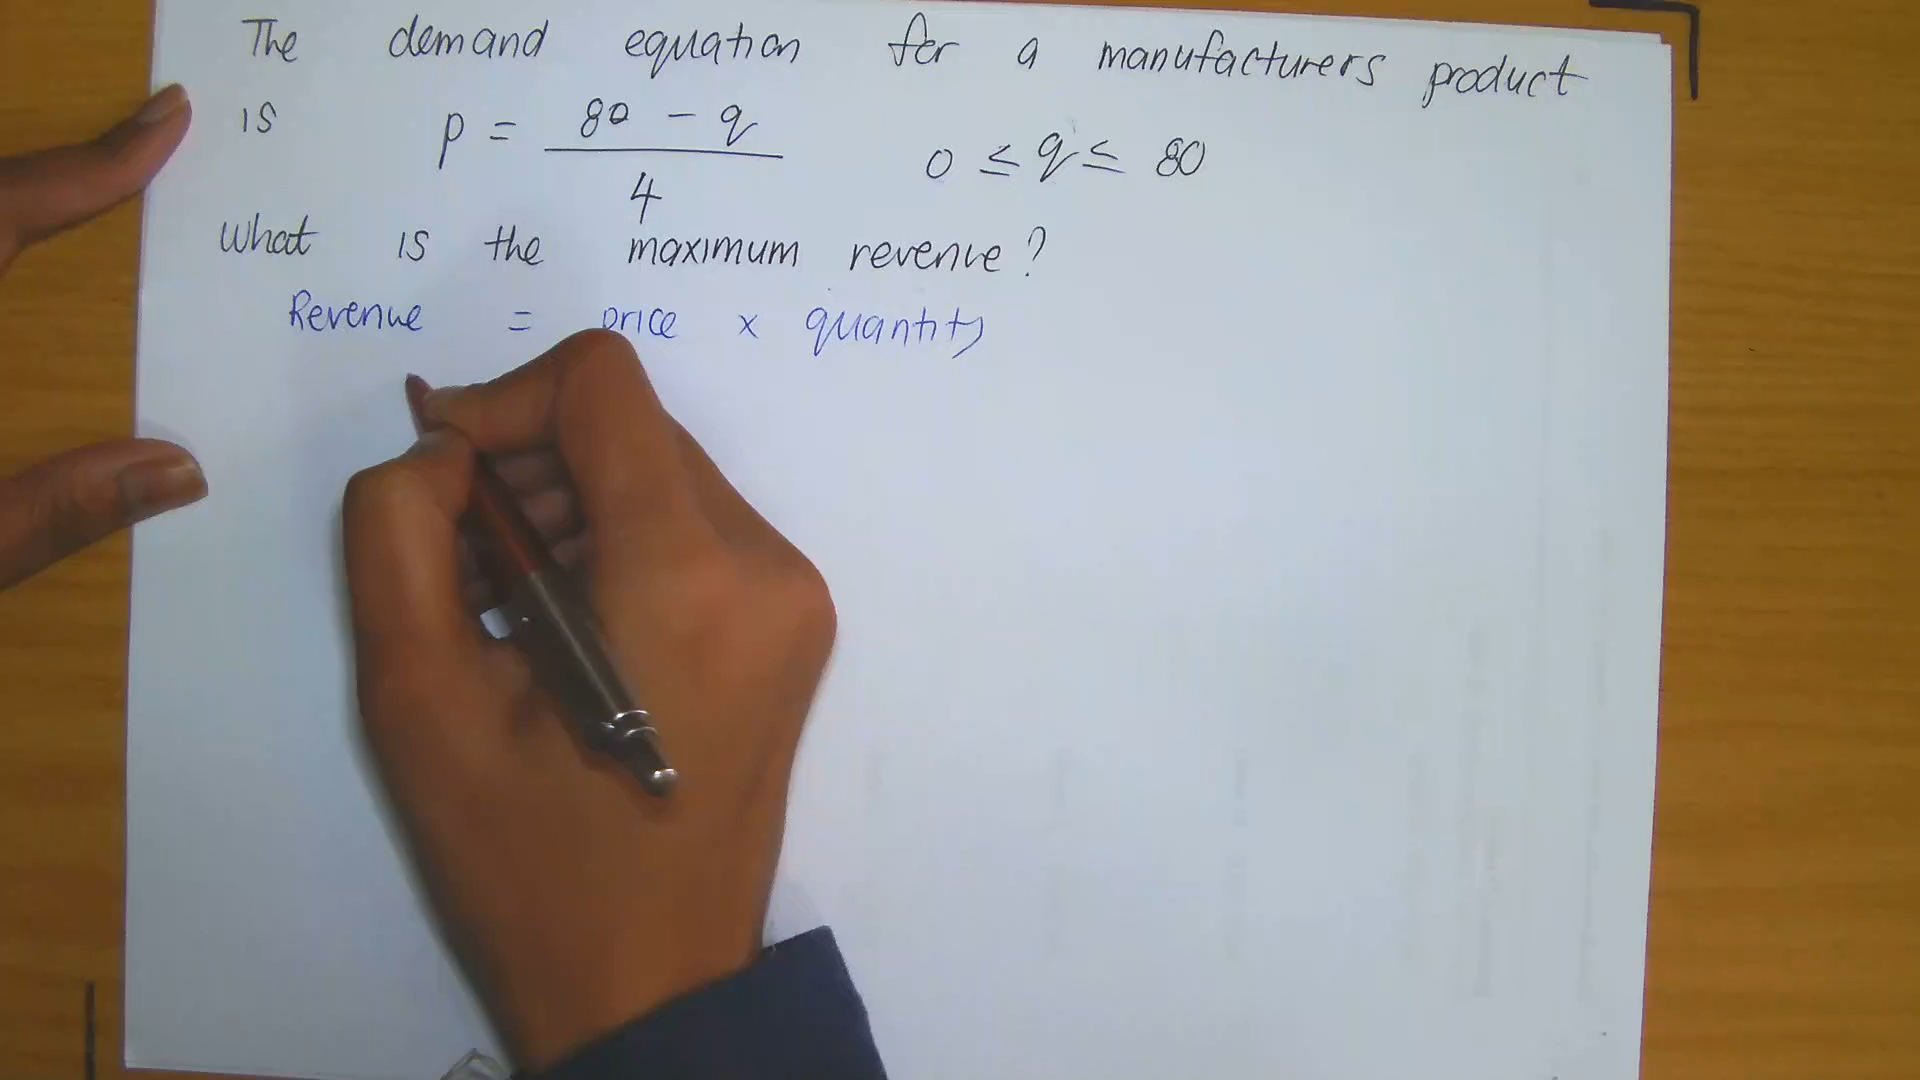 The demand equation for a manufacturers product
is p = 80 - q / 4 0 ≤ q ≤ 80
What is the maximum revenue?
Revenue = price x quantity